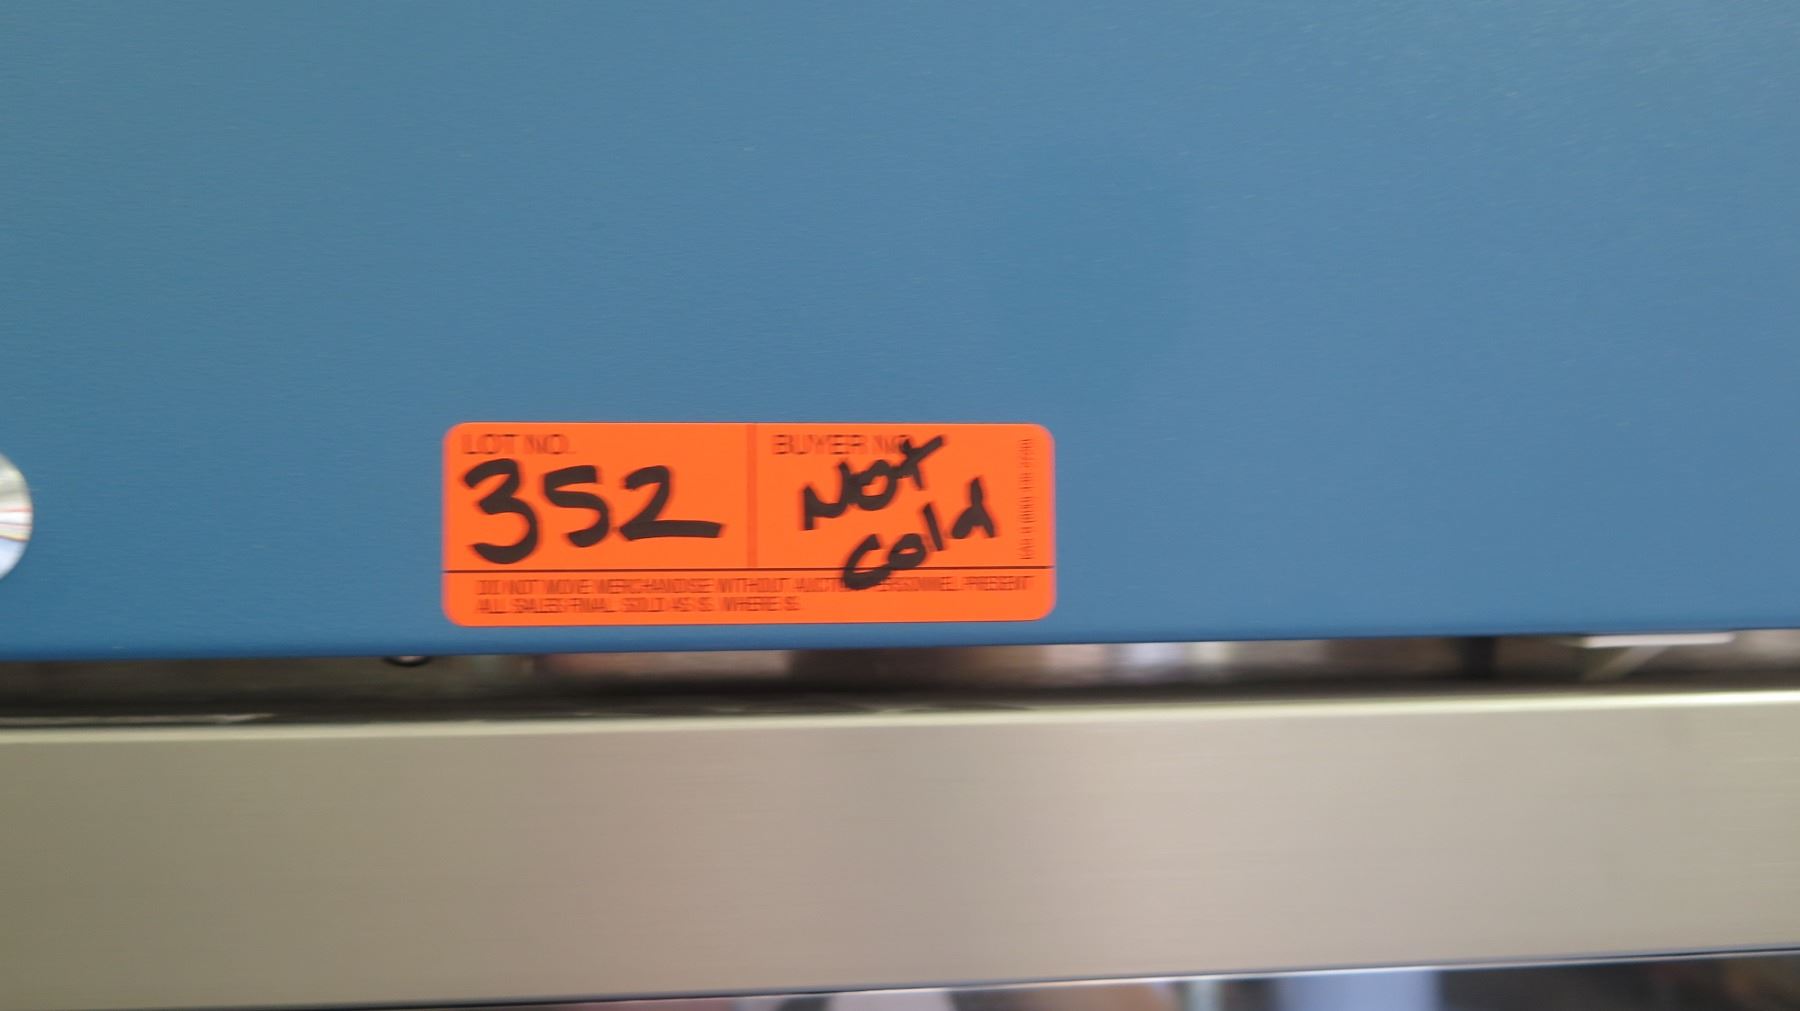 LOT NO.
352
BUYER NO.
Not
Cold
DO NOT MOVE MERCHANDISE WITHOUT AUCTION PERSONNEL PRESENT
ALL SALES FINAL SOLD AS IS WHERE IS